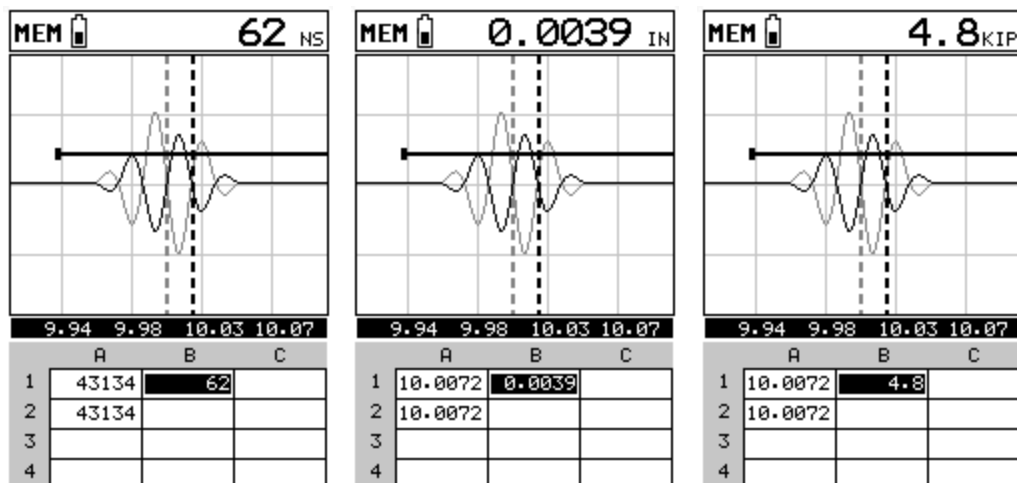 MEM 62 NS
9.94 9.98 10.03 10.07
A B C
1 43134 62
2 43134
3
4
MEM 0.0039 IN
9.94 9.98 10.03 10.07
A B C
1 10.0072 0.0039
2 10.0072
3
4
MEM 4.8 KIP
9.94 9.98 10.03 10.07
A B C
1 10.0072 4.8
2 10.0072
3
4